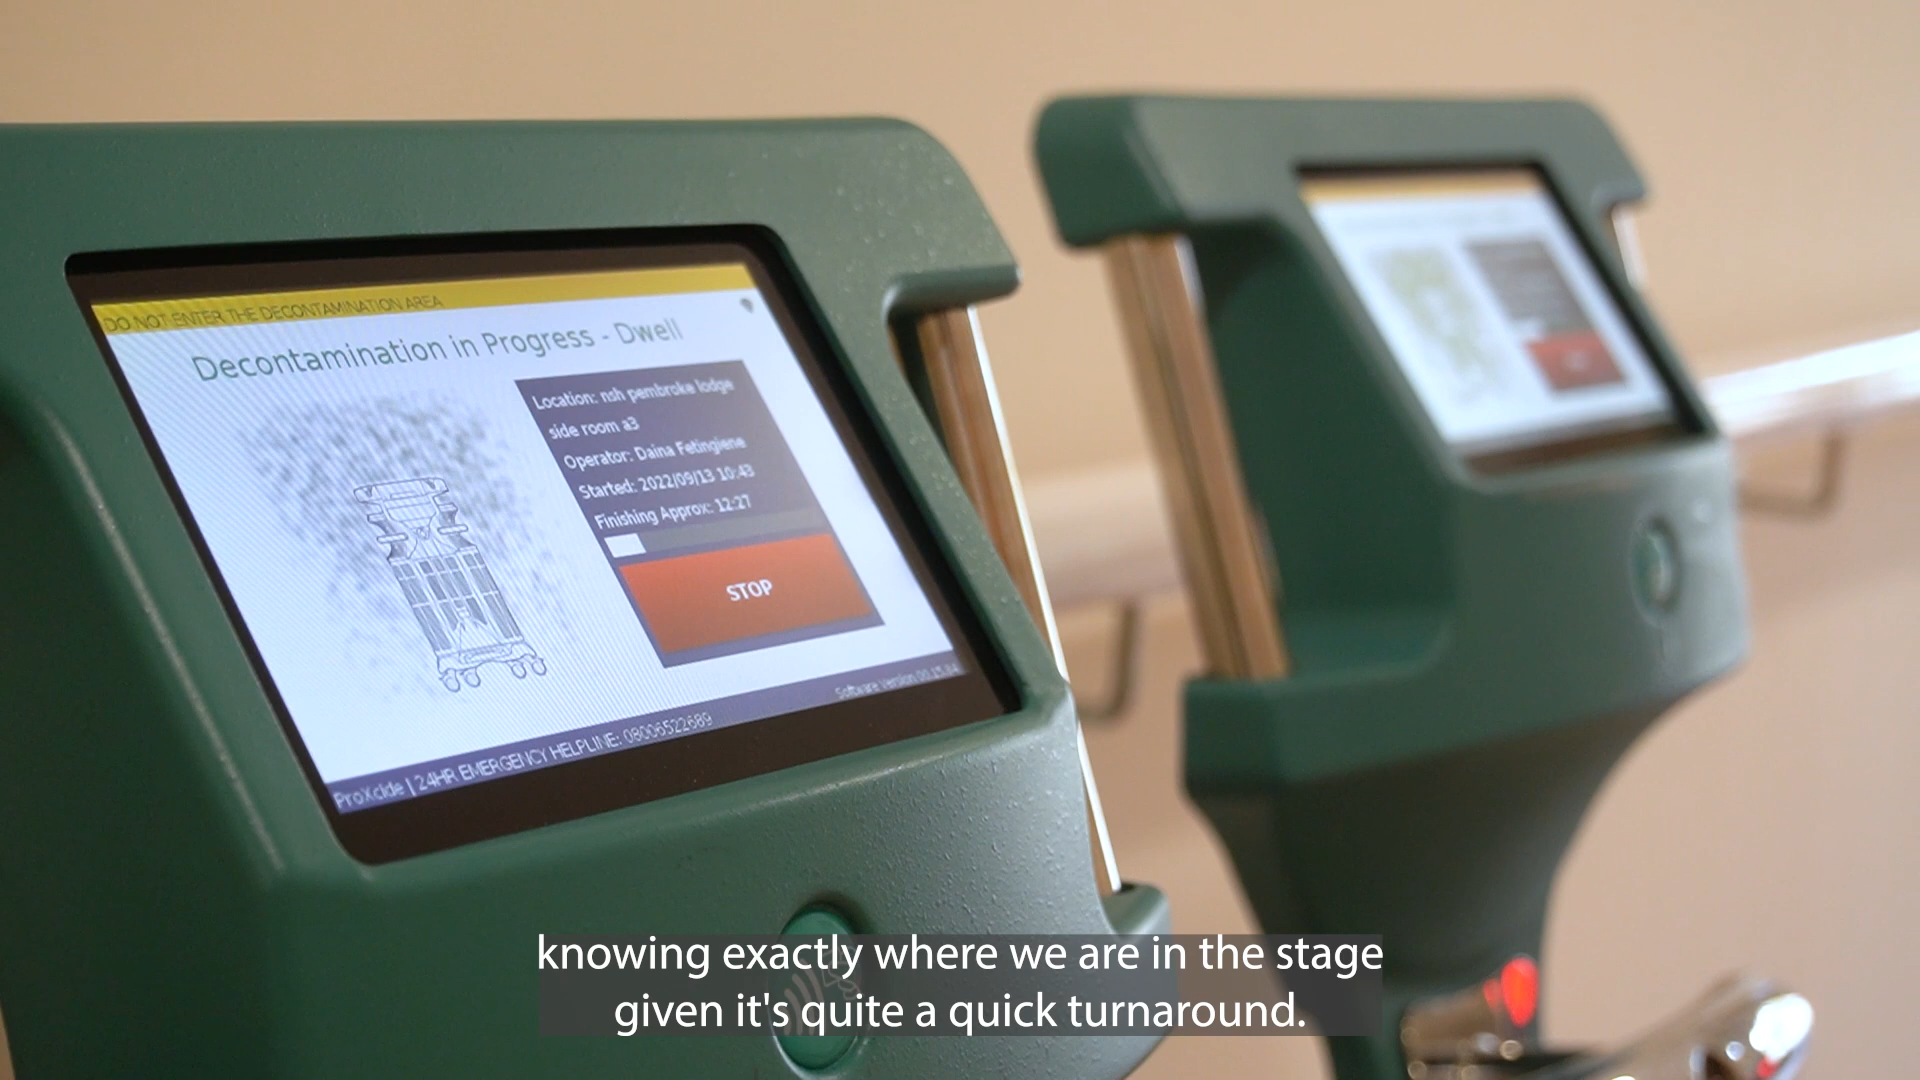 DO NOT ENTER THE DECONTAMINATION AREA
Decontamination in Progress - Dwell
Location: nsh pembroke lodge
side room a3
Operator: Daina Fetingiene
Started: 2022/09/13 10:43
Finishing Approx: 12:27
STOP
Software Version
ProXcide | 24HR EMERGENCY HELPLINE: 08006522689
knowing exactly where we are in the stage
given it's quite a quick turnaround.